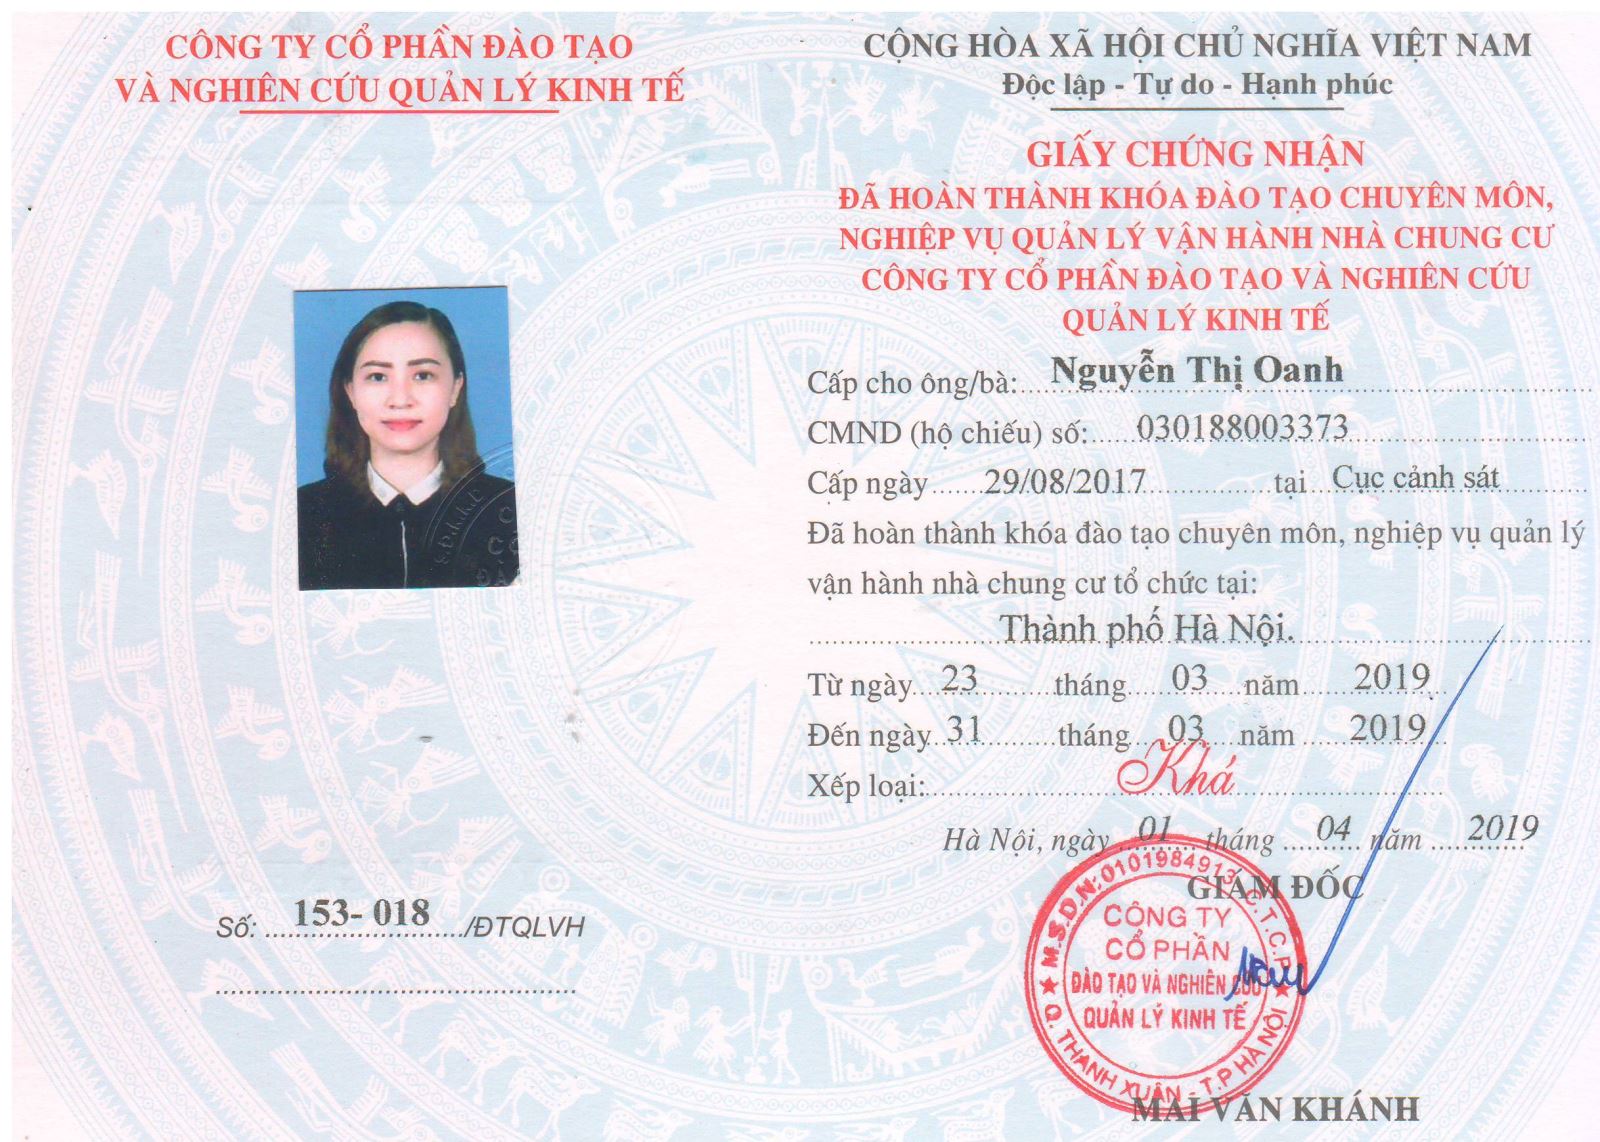 CÔNG TY CỔ PHẦN ĐÀO TẠO
VÀ NGHIÊN CỨU QUẢN LÝ KINH TẾ
Số: 153- 018 /ĐTQLVH
CỘNG HÒA XÃ HỘI CHỦ NGHĨA VIỆT NAM
Độc lập - Tự do - Hạnh phúc
GIẤY CHỨNG NHẬN
ĐÃ HOÀN THÀNH KHÓA ĐÀO TẠO CHUYÊN MÔN,
NGHIỆP VỤ QUẢN LÝ VẬN HÀNH NHÀ CHUNG CƯ
CÔNG TY CỔ PHẦN ĐÀO TẠO VÀ NGHIÊN CỨU
QUẢN LÝ KINH TẾ
Cấp cho ông/bà: Nguyễn Thị Oanh
CMND (hộ chiếu) số: 030188003373
Cấp ngày 29/08/2017 tại Cục cảnh sát
Đã hoàn thành khóa đào tạo chuyên môn, nghiệp vụ quản lý
vận hành nhà chung cư tổ chức tại:
Thành phố Hà Nội.
Từ ngày 23 tháng 03 năm 2019
Đến ngày 31 tháng 03 năm 2019
Xếp loại: Khá
Hà Nội, ngày 01 tháng 04 năm 2019
GIÁM ĐỐC
M.S.D.N: 0101984913 C.T.C.P
CÔNG TY
CỔ PHẦN
ĐÀO TẠO VÀ NGHIÊN CỨU
QUẢN LÝ KINH TẾ
Q. THANH XUÂN - T.P HÀ NỘI
MAI VĂN KHÁNH